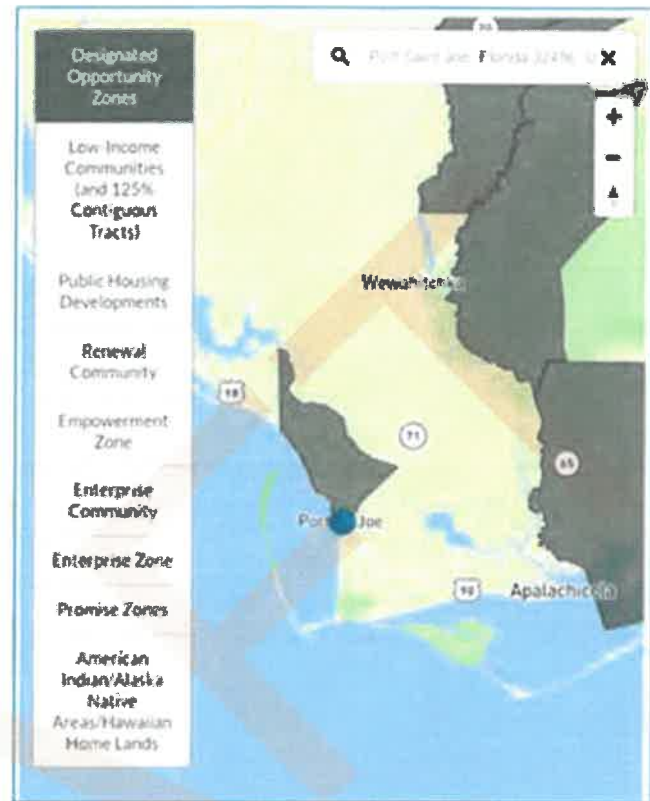 Designated
Opportunity
Zones
Low-Income
Communities
(and 125%
Contiguous
Tracts)
Public Housing
Developments
Renewal
Community
Empowerment
Zone
Enterprise
Community
Enterprise Zone
Promise Zones
American
Indian/Alaska
Native
Areas/Hawaiian
Home Lands
Port Saint Joe, Florida
+
-
98
71
65
Port Joe
98
Apalachicola